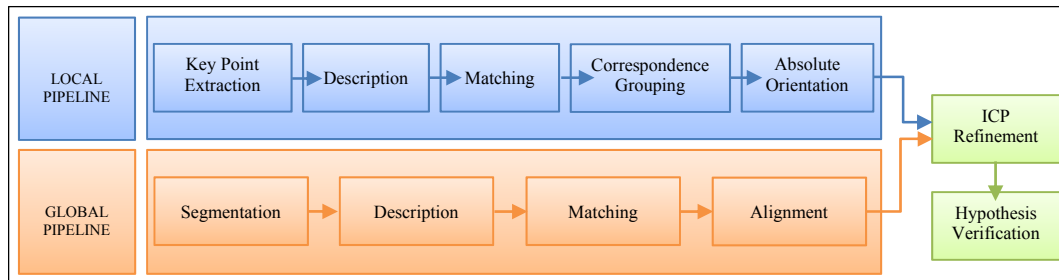 LOCAL
PIPELINE
Key Point
Extraction
Description
Matching
Correspondence
Grouping
Absolute
Orientation
ICP
Refinement
GLOBAL
PIPELINE
Segmentation
Description
Matching
Alignment
Hypothesis
Verification